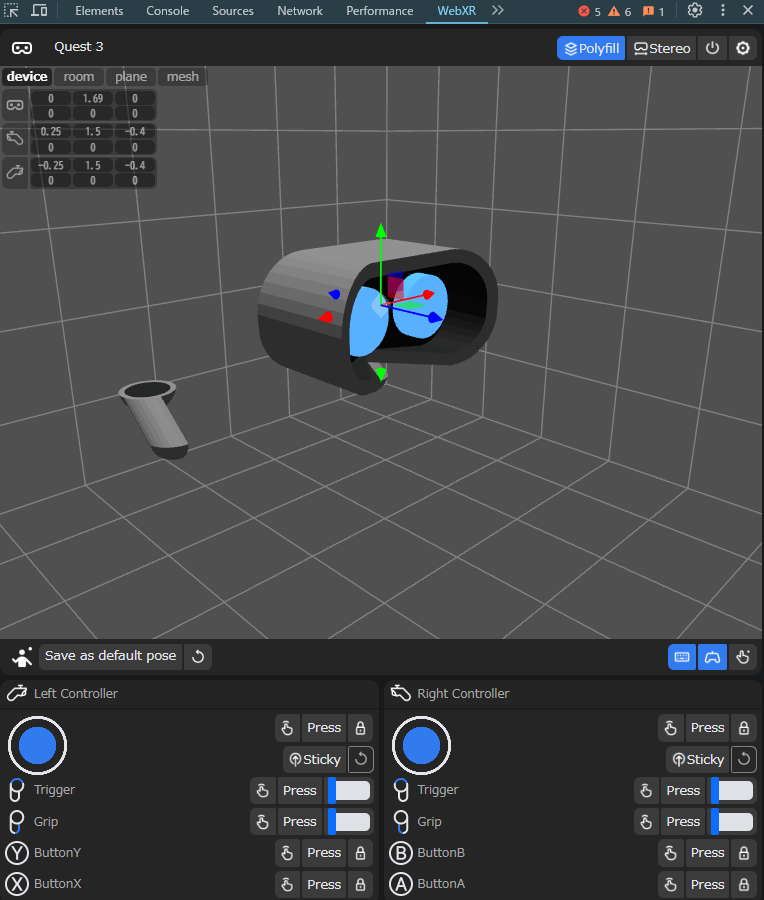 Elements Console Sources Network Performance WebXR 5 6 1
Quest 3 Polyfill Stereo
device room plane mesh
0 1.69 0
0 0 0
0.25 1.5 -0.4
0 0 0
-0.25 1.5 -0.4
0 0 0
Save as default pose
Left Controller
Press
Sticky
Trigger Press
Grip Press
Y ButtonY Press
X ButtonX Press
Right Controller
Press
Sticky
Trigger Press
Grip Press
B ButtonB Press
A ButtonA Press